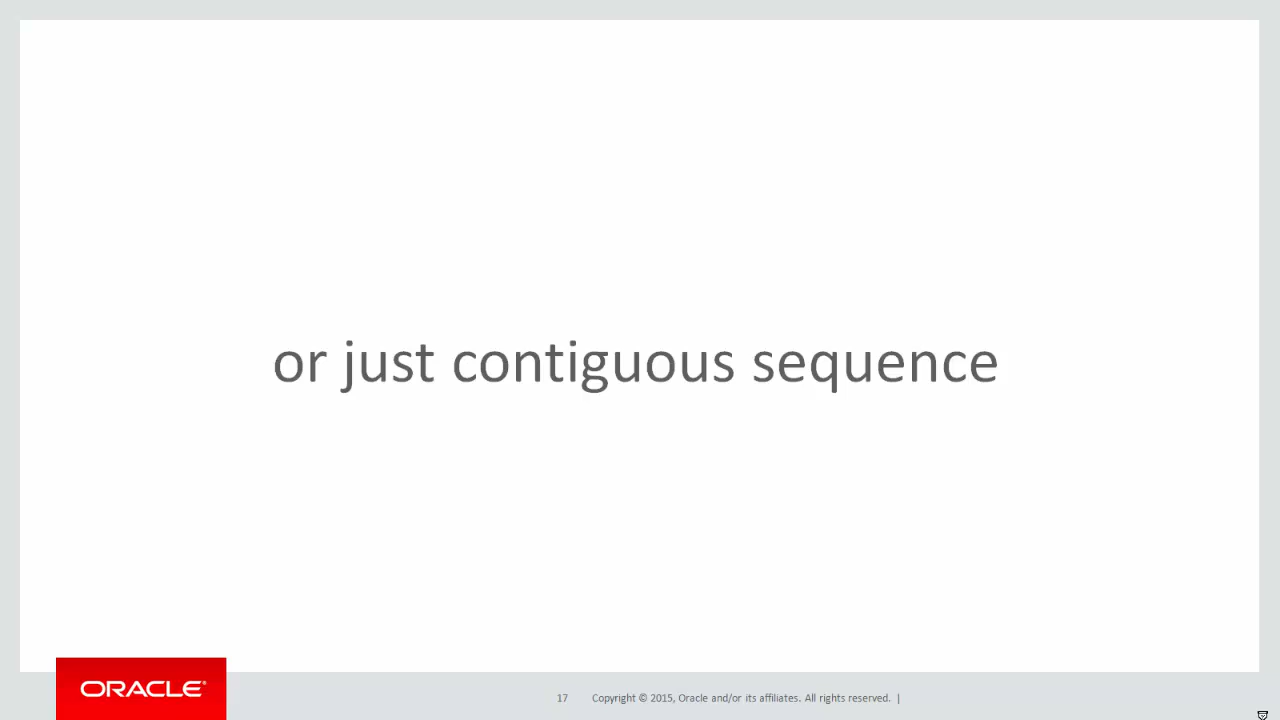 or just contiguous sequence
ORACLE®
17 Copyright © 2015, Oracle and/or its affiliates. All rights reserved. |